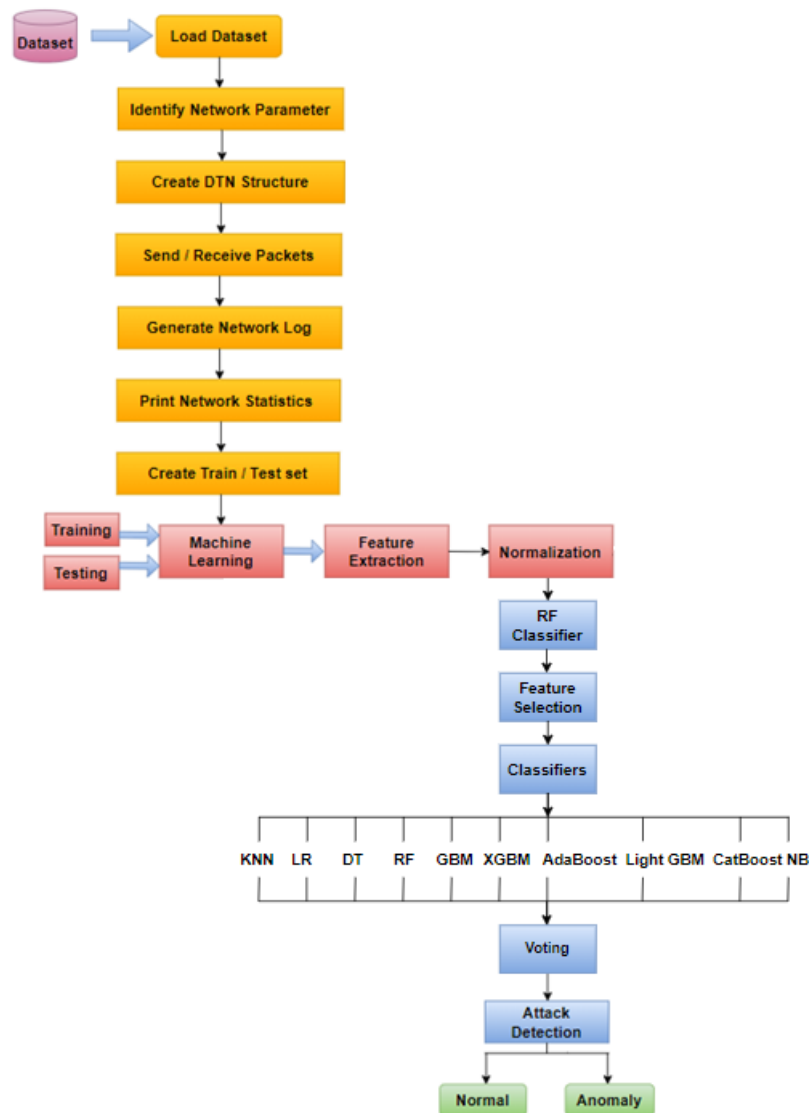 Dataset
Load Dataset
Identify Network Parameter
Create DTN Structure
Send / Receive Packets
Generate Network Log
Print Network Statistics
Create Train / Test set
Training
Testing
Machine
Learning
Feature
Extraction
Normalization
RF
Classifier
Feature
Selection
Classifiers
KNN LR DT RF GBM XGBM AdaBoost Light GBM CatBoost NB
Voting
Attack
Detection
Normal
Anomaly